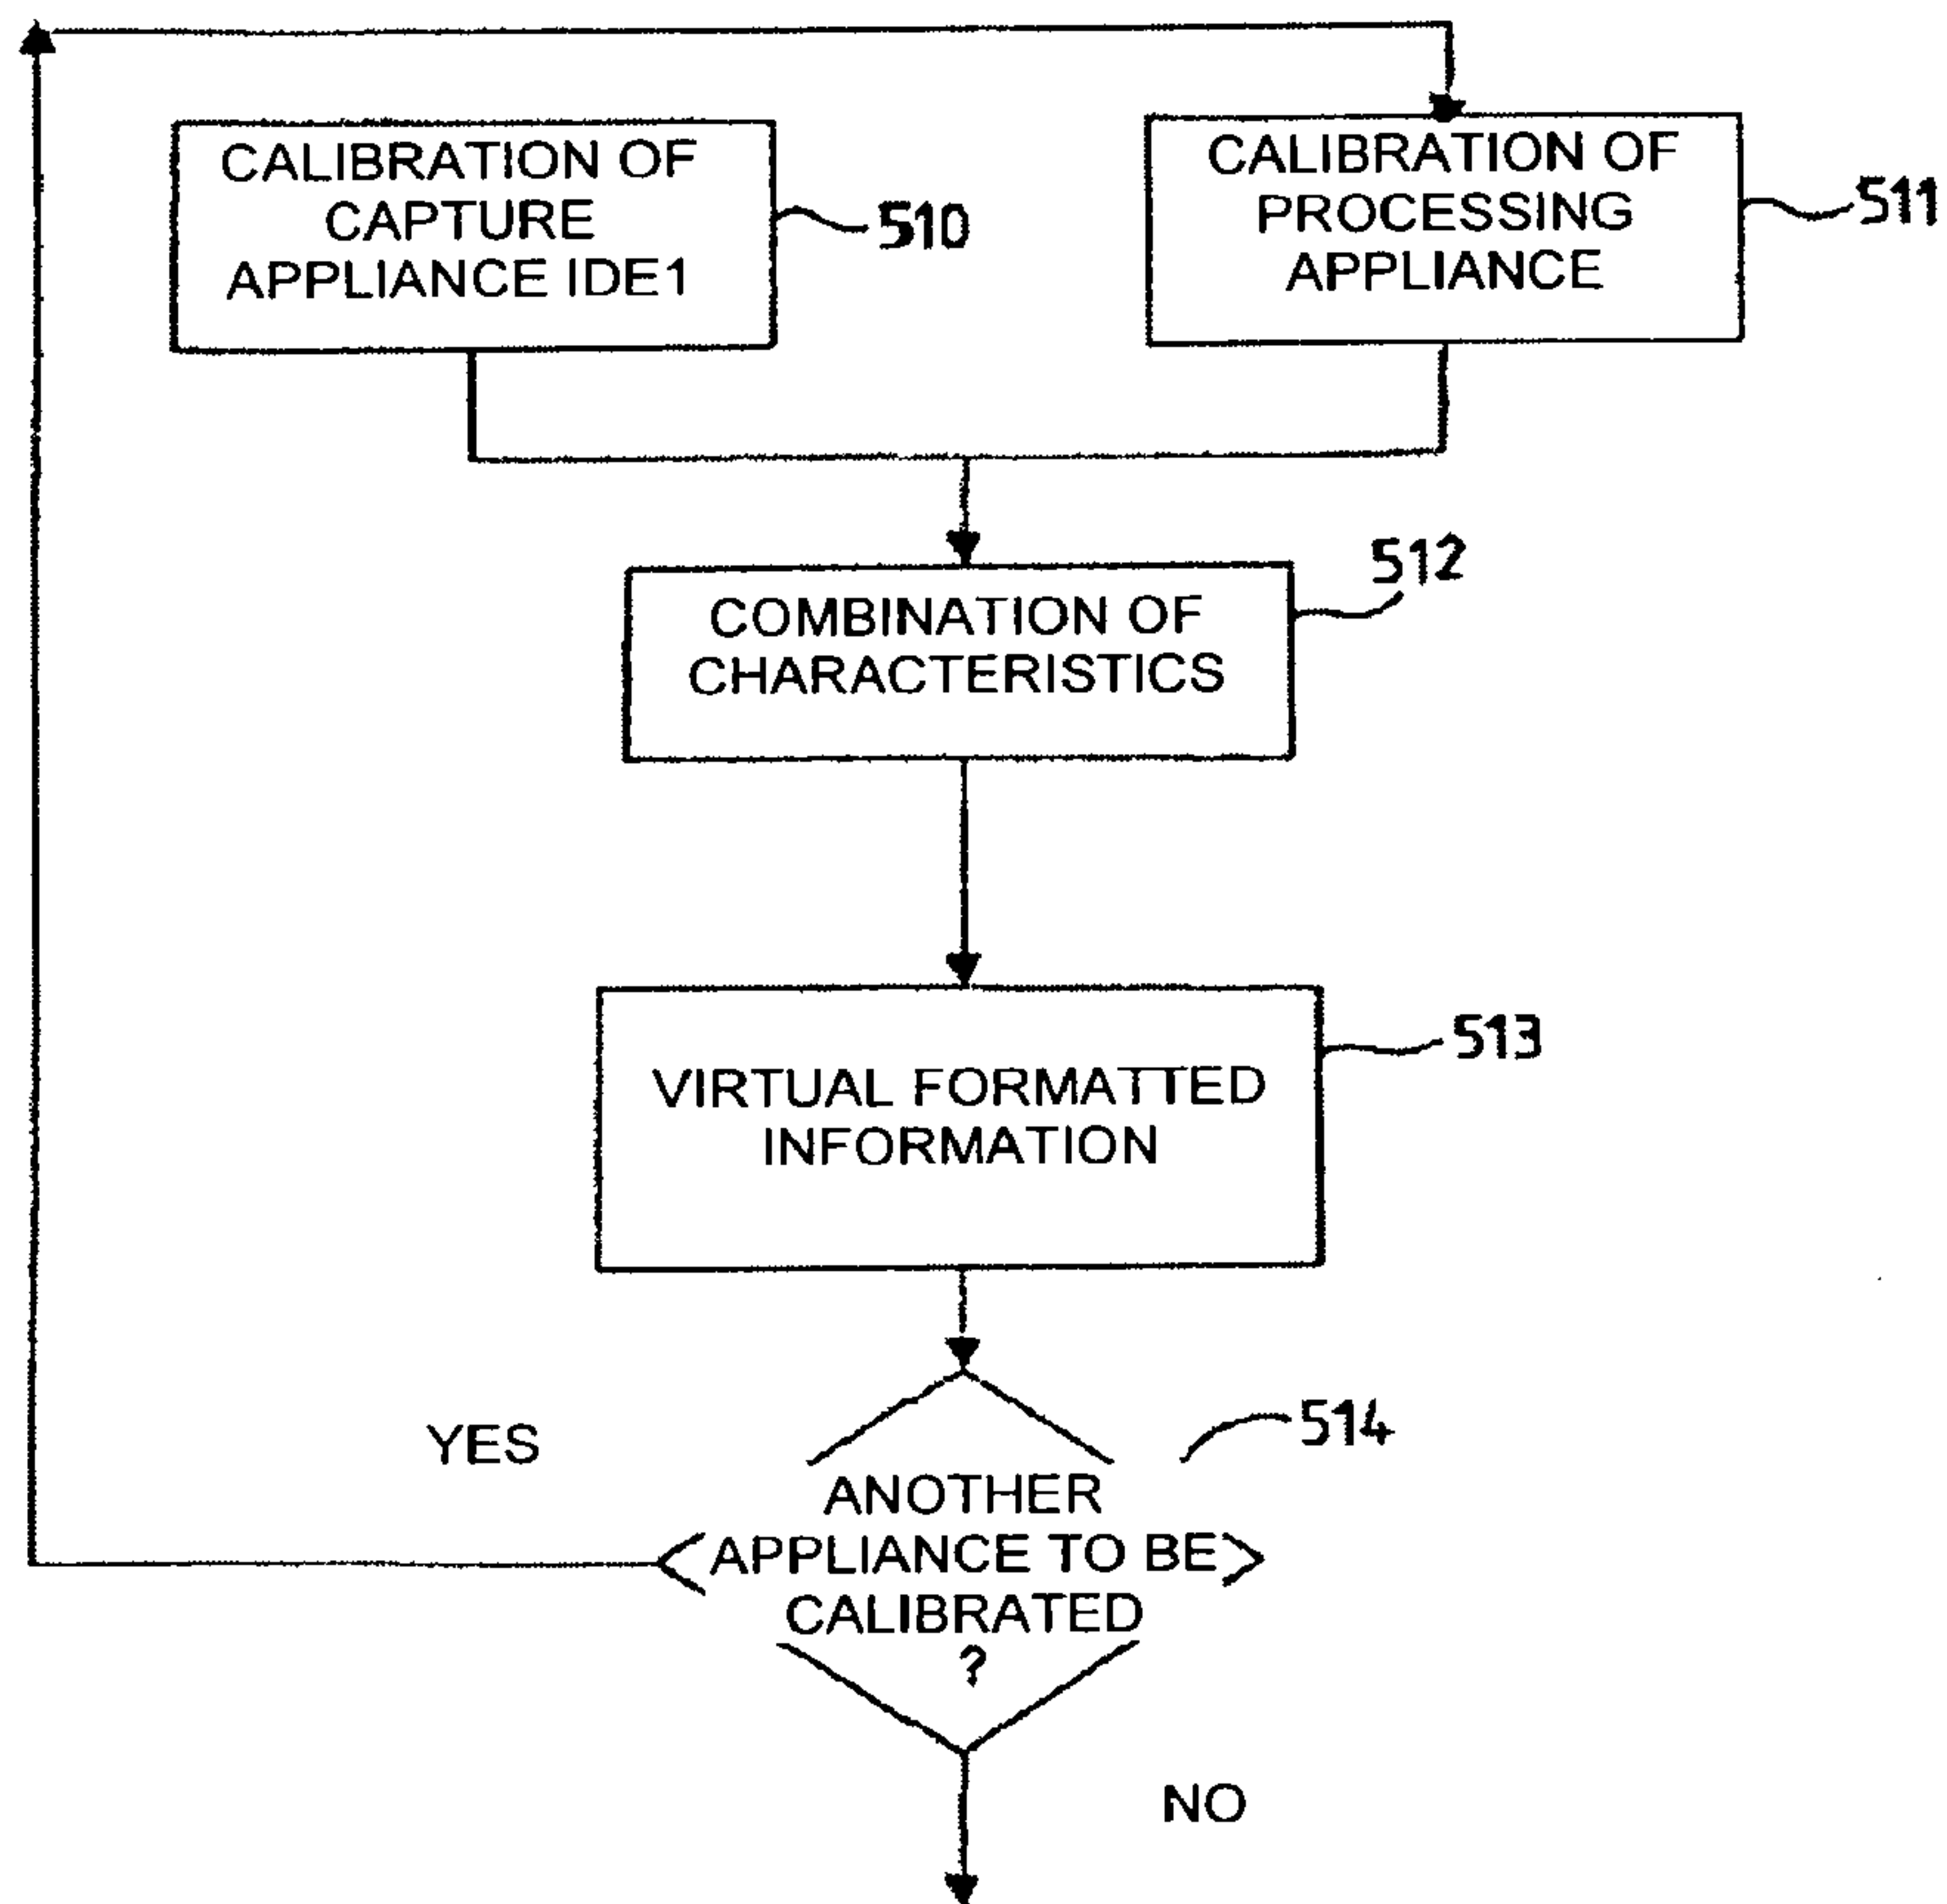 CALIBRATION OF
CAPTURE
APPLIANCE IDE1
510
CALIBRATION OF
PROCESSING
APPLIANCE
511
512
COMBINATION OF
CHARACTERISTICS
513
VIRTUAL FORMATTED
INFORMATION
YES
514
ANOTHER
APPLIANCE TO BE
CALIBRATED
?
NO